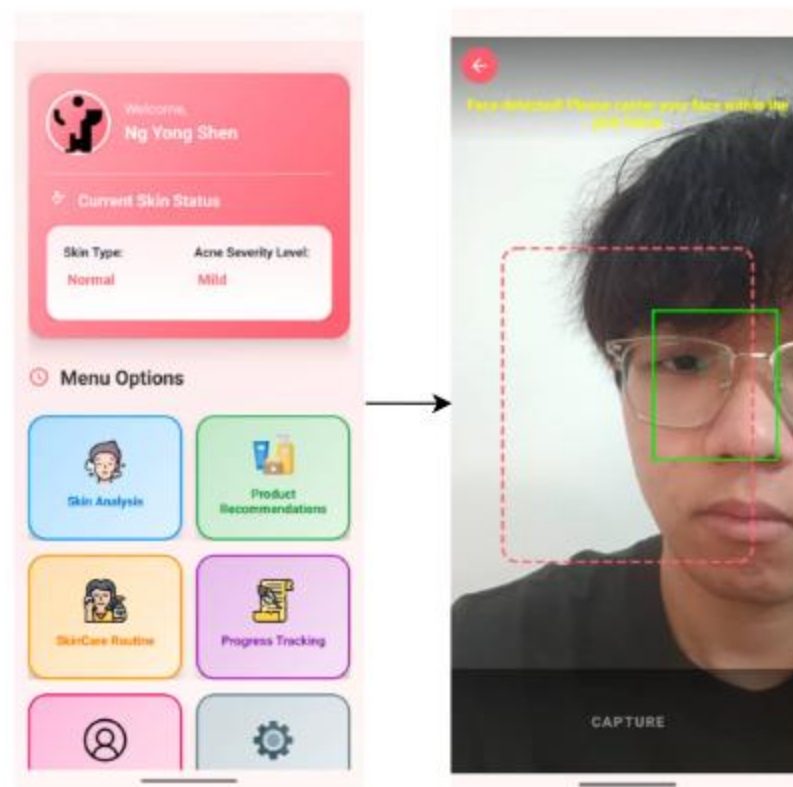 Welcome,
Ng Yong Shen
Current Skin Status
Skin Type:
Acne Severity Level:
Normal
Mild
Menu Options
Skin Analysis
Product
Recommendations
SkinCare Routine
Progress Tracking
Face detected! Please center your face within the
pink frame.
CAPTURE